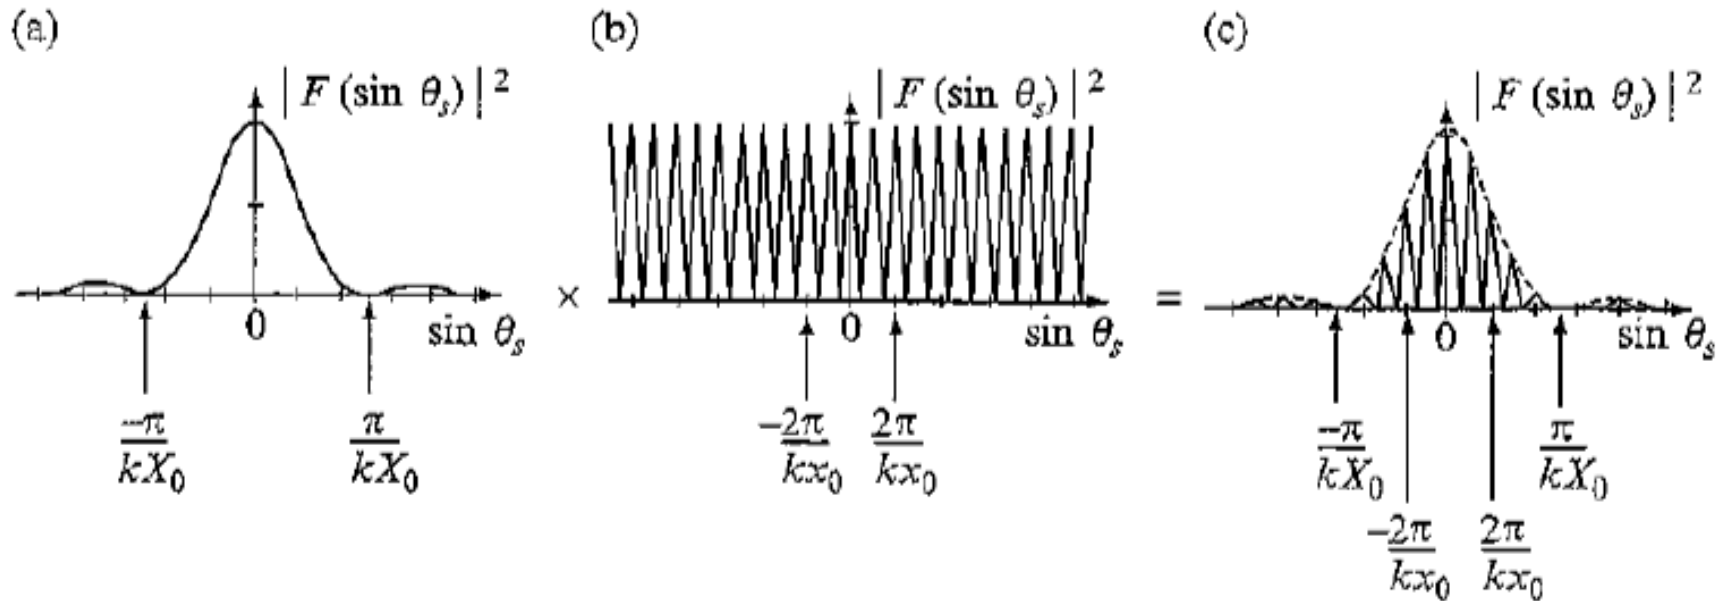 (a)
(b)
(c)
| F (sin θₛ) | ²
| F (sin θₛ) | ²
| F (sin θₛ) | ²
0
sin θₛ
×
0
sin θₛ
=
0
sin θₛ
−π/kX₀
π/kX₀
−2π/kx₀
2π/kx₀
−π/kX₀
π/kX₀
−2π/kx₀
2π/kx₀